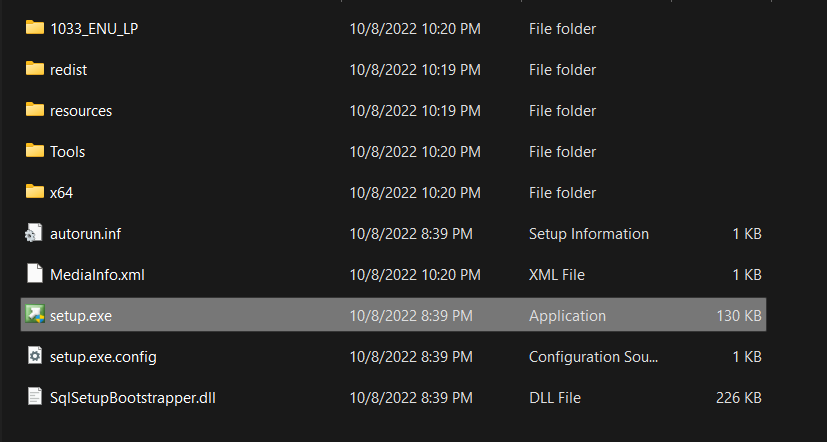 1033_ENU_LP 10/8/2022 10:20 PM File folder
redist 10/8/2022 10:19 PM File folder
resources 10/8/2022 10:19 PM File folder
Tools 10/8/2022 10:20 PM File folder
x64 10/8/2022 10:20 PM File folder
autorun.inf 10/8/2022 8:39 PM Setup Information 1 KB
MediaInfo.xml 10/8/2022 10:20 PM XML File 1 KB
setup.exe 10/8/2022 8:39 PM Application 130 KB
setup.exe.config 10/8/2022 8:39 PM Configuration Sou... 1 KB
SqlSetupBootstrapper.dll 10/8/2022 8:39 PM DLL File 226 KB